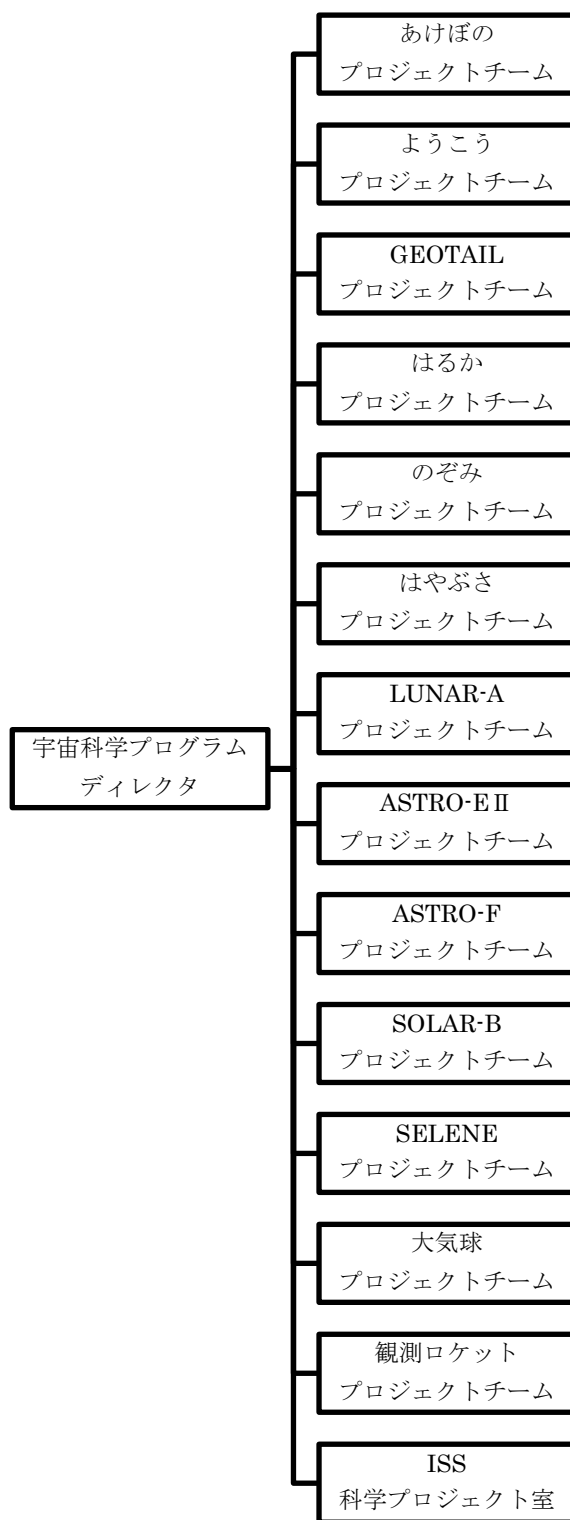 あけぼの
プロジェクトチーム
ようこう
プロジェクトチーム
GEOTAIL
プロジェクトチーム
はるか
プロジェクトチーム
のぞみ
プロジェクトチーム
はやぶさ
プロジェクトチーム
LUNAR-A
プロジェクトチーム
宇宙科学プログラム
ディレクタ
ASTRO-EⅡ
プロジェクトチーム
ASTRO-F
プロジェクトチーム
SOLAR-B
プロジェクトチーム
SELENE
プロジェクトチーム
大気球
プロジェクトチーム
観測ロケット
プロジェクトチーム
ISS
科学プロジェクト室